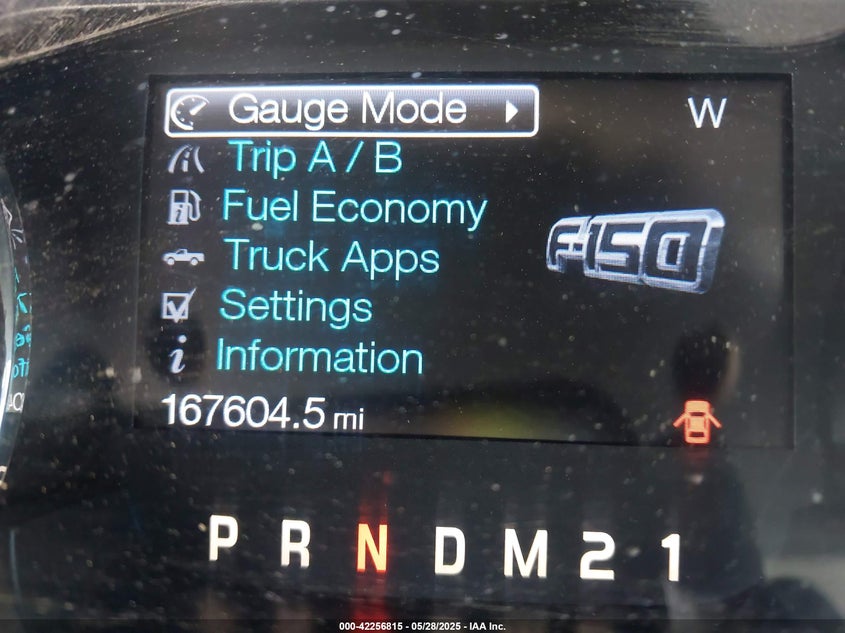 Gauge Mode
W
Trip A / B
Fuel Economy
F-150
Truck Apps
Settings
Information
167604.5 mi
P R N D M 2 1
000-42256815 - 05/28/2025 - IAA Inc.